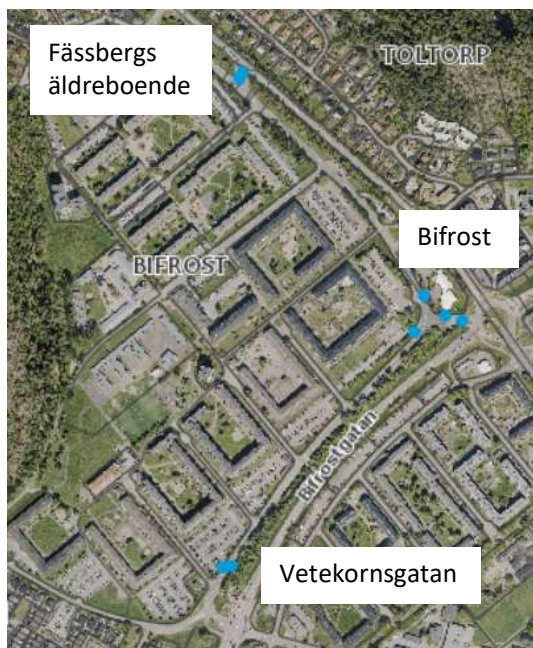 Fässbergs
äldreboende
TOLTORP
Bifrost
BIFROST
Bifrostgatan
Vetekornsgatan